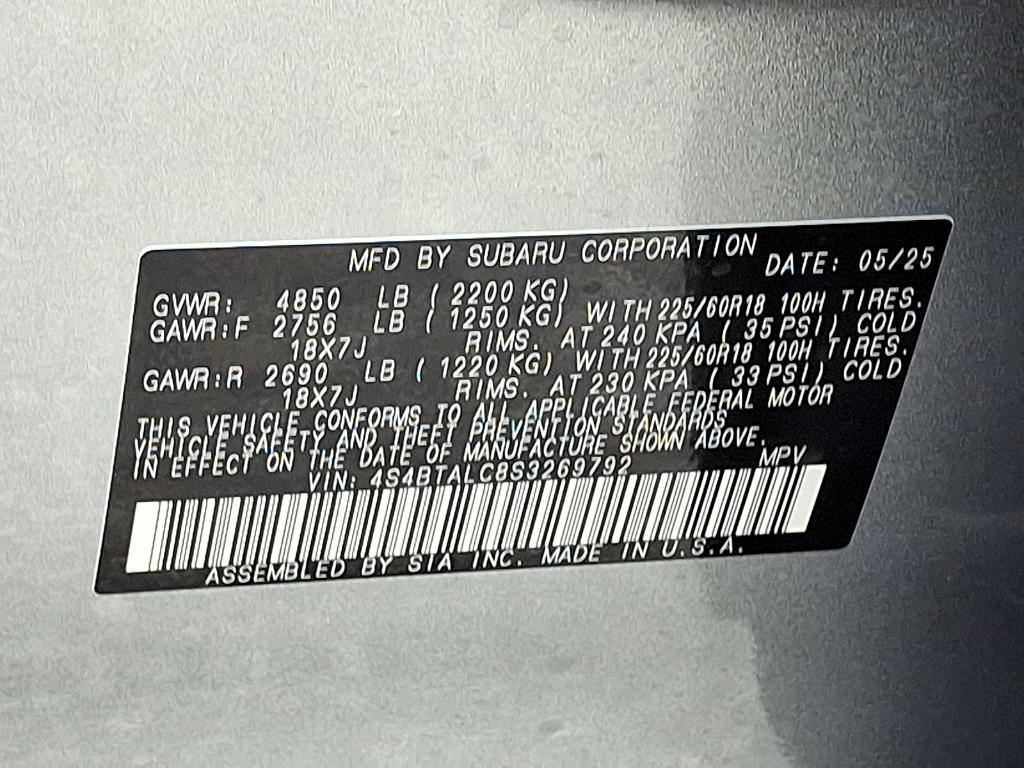 MFD BY SUBARU CORPORATION DATE: 05/25
GVWR: 4850 LB ( 2200 KG)
GAWR:F 2756 LB ( 1250 KG) WITH 225/60R18 100H TIRES.
18X7J RIMS. AT 240 KPA ( 35 PSI) COLD
GAWR:R 2690 LB ( 1220 KG) WITH 225/60R18 100H TIRES.
18X7J RIMS. AT 230 KPA ( 33 PSI) COLD
THIS VEHICLE CONFORMS TO ALL APPLICABLE FEDERAL MOTOR
VEHICLE SAFETY AND THEFT PREVENTION STANDARDS
IN EFFECT ON THE DATE OF MANUFACTURE SHOWN ABOVE.
VIN: 4S4BTALC8S3269792 MPV
ASSEMBLED BY SIA INC. MADE IN U.S.A.